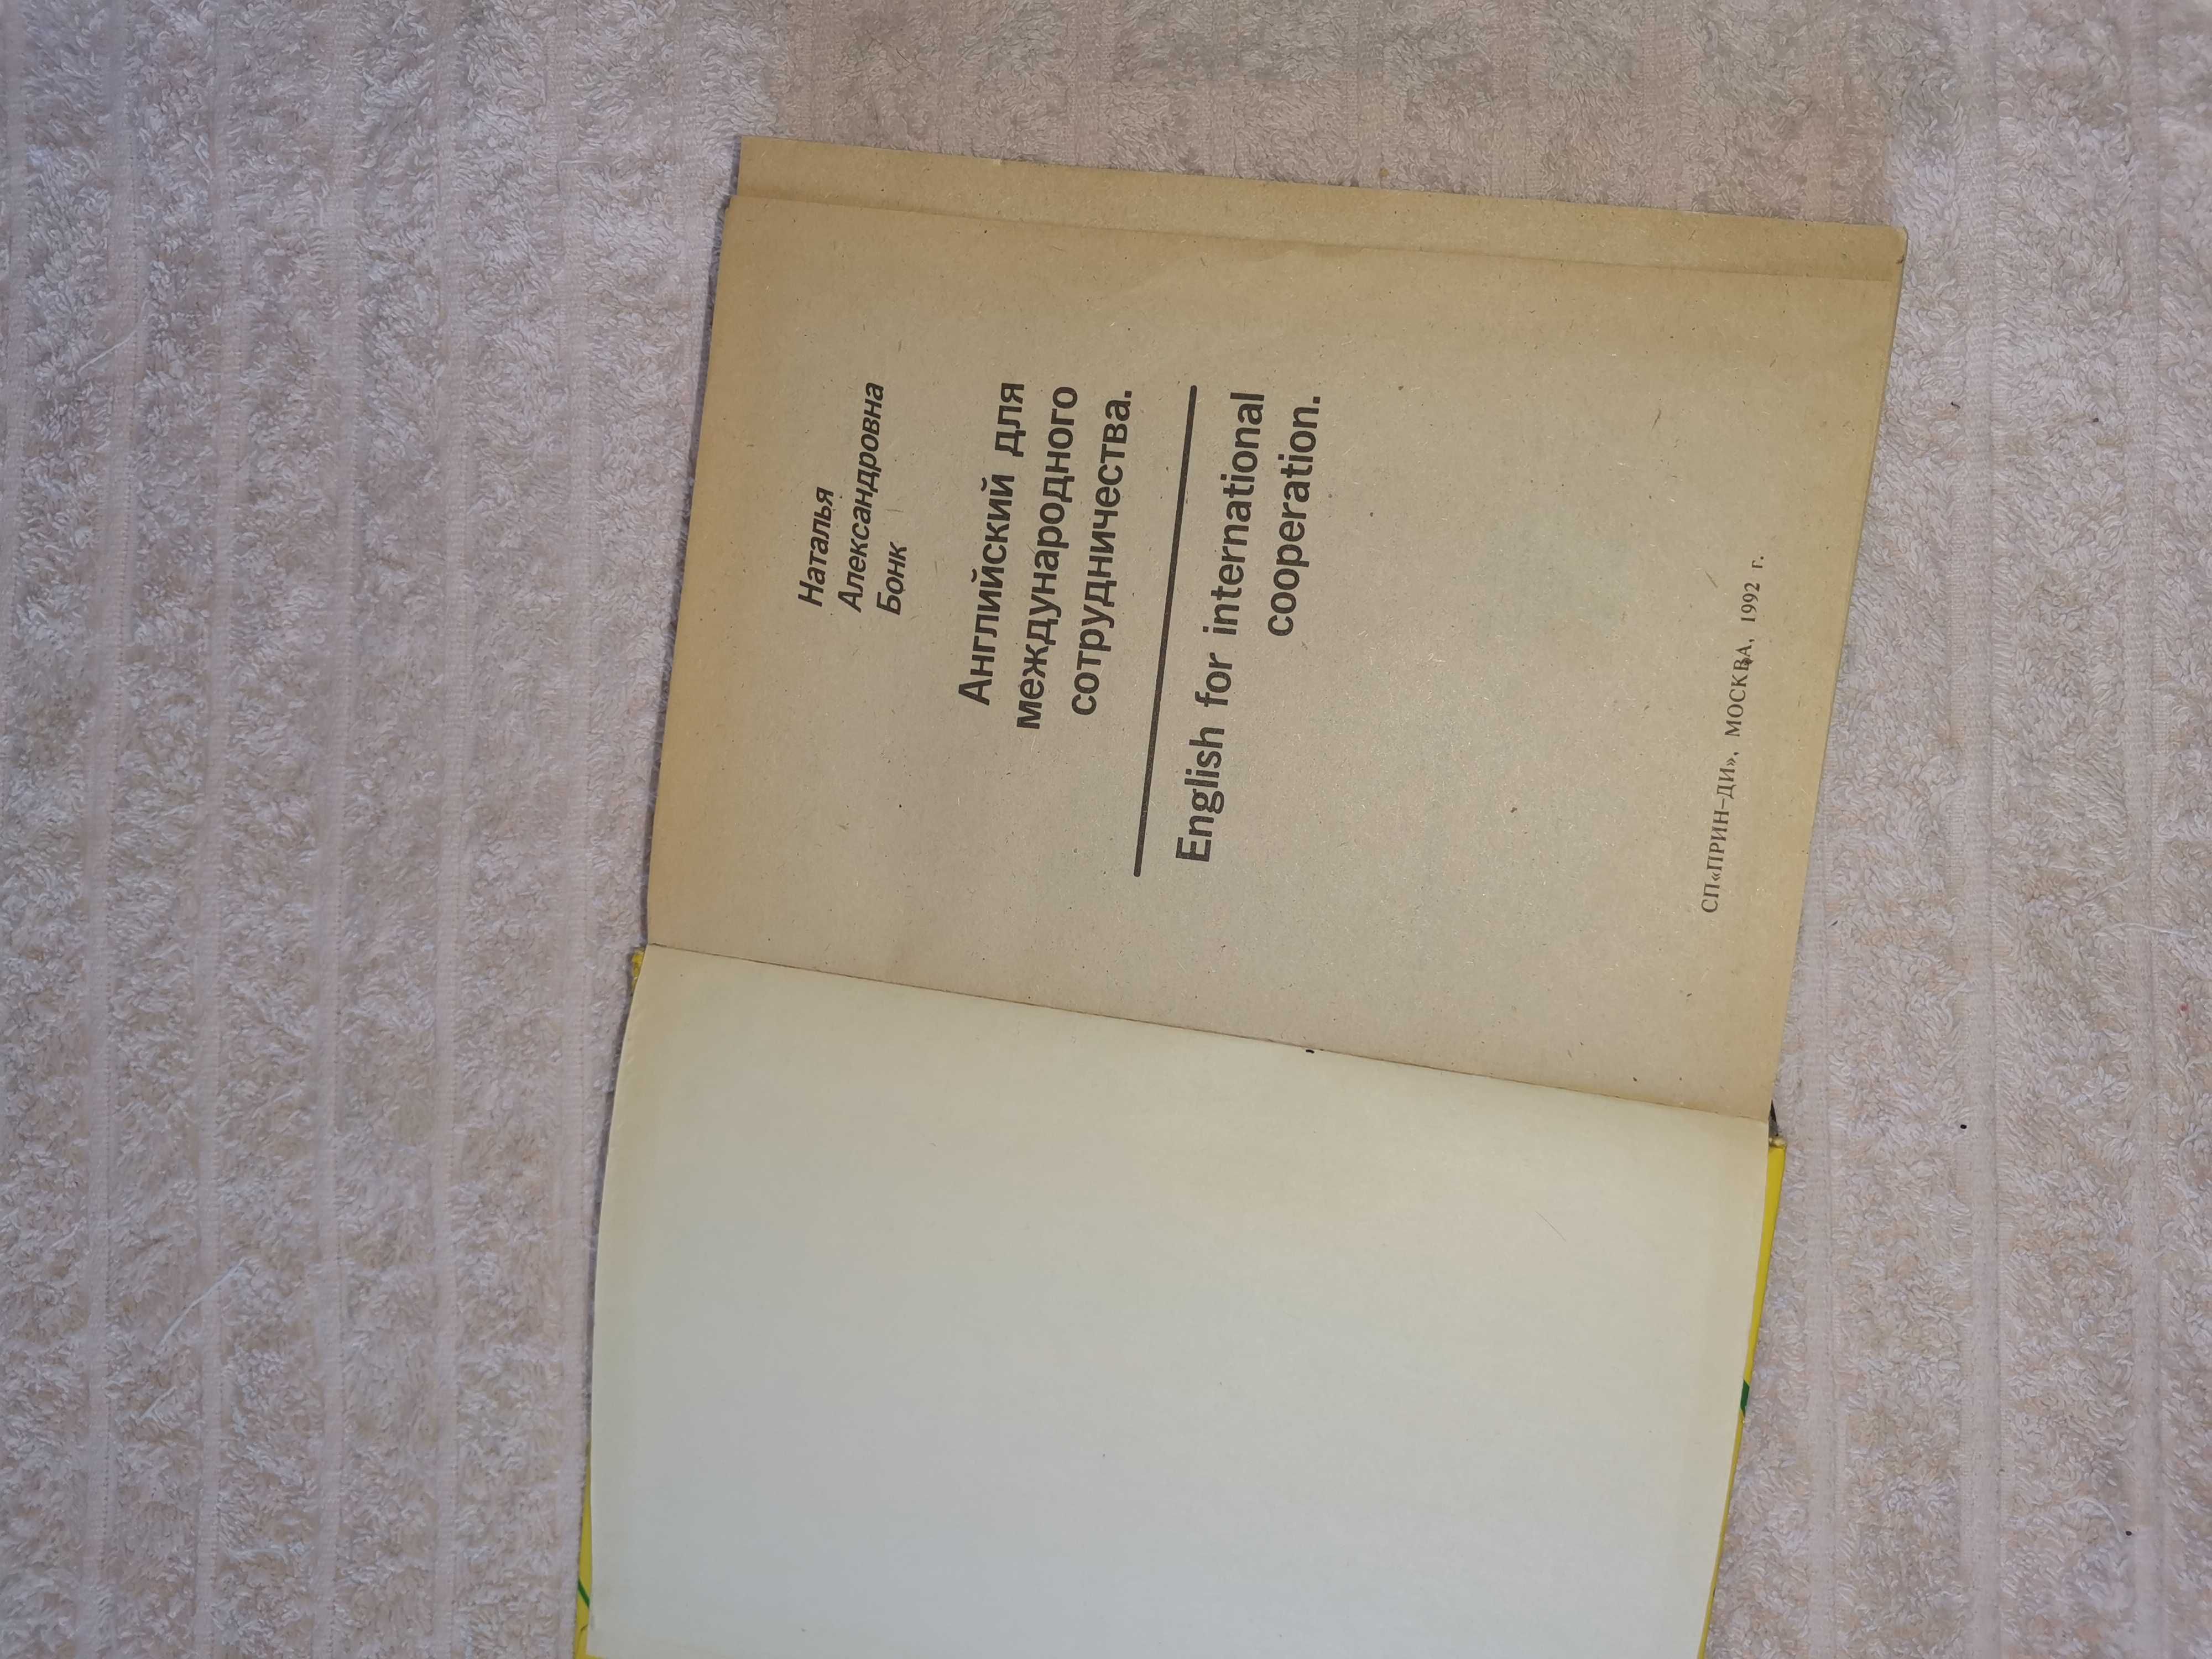 Наталья
Александровна
Бонк
Английский для
международного
сотрудничества.
English for international
cooperation.
СП«ПРИН–ДИ», МОСКВА, 1992 г.